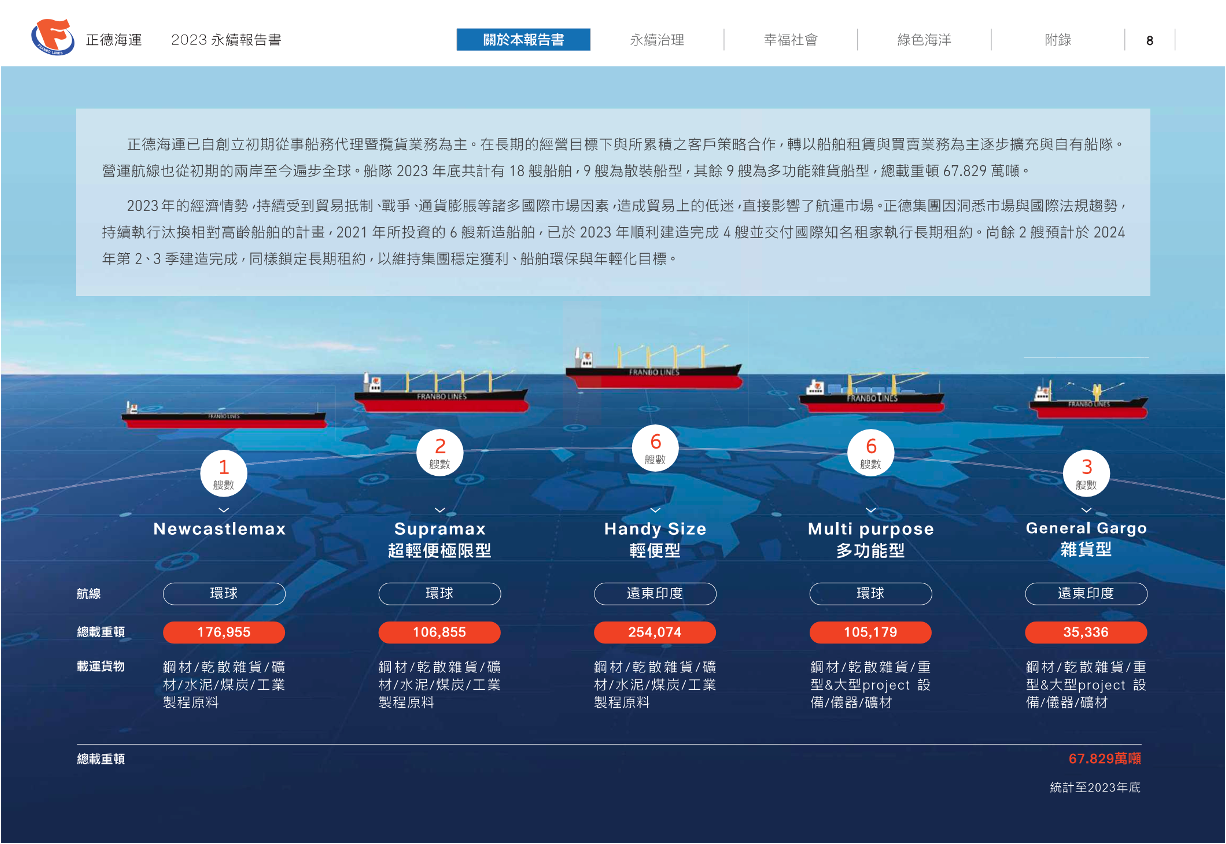 正德海運 2023 永續報告書 關於本報告書 永續治理 幸福社會 綠色海洋 附錄 8
正德海運已自創立初期從事船務代理暨攬貨業務為主。在長期的經營目標下與所累積之客戶策略合作，轉以船舶租賃與買賣業務為主逐步擴充與自有船隊。
營運航線也從初期的兩岸至今遍步全球。船隊 2023 年底共計有 18 艘船舶，9 艘為散裝船型，其餘 9 艘為多功能雜貨船型，總載重頓 67.829 萬噸。
2023 年的經濟情勢，持續受到貿易抵制、戰爭、通貨膨脹等諸多國際市場因素，造成貿易上的低迷，直接影響了航運市場。正德集團因洞悉市場與國際法規趨勢，
持續執行汰換相對高齡船舶的計畫，2021 年所投資的 6 艘新造船舶，已於 2023 年順利建造完成 4 艘並交付國際知名租家執行長期租約。尚餘 2 艘預計於 2024
年第 2、3 季建造完成，同樣鎖定長期租約，以維持集團穩定獲利、船舶環保與年輕化目標。
FRANBO LINES
FRANBO LINES
FRANBO LINES
FRANBO LINES
FRANBO LINES
1
艘數
2
艘數
6
艘數
6
艘數
3
艘數
Newcastlemax
Supramax
超輕便極限型
Handy Size
輕便型
Multi purpose
多功能型
General Gargo
雜貨型
航線 環球 環球 遠東印度 環球 遠東印度
總載重頓 176,955 106,855 254,074 105,179 35,336
載運貨物
鋼材/乾散雜貨/礦
材/水泥/煤炭/工業
製程原料
鋼材/乾散雜貨/礦
材/水泥/煤炭/工業
製程原料
鋼材/乾散雜貨/礦
材/水泥/煤炭/工業
製程原料
鋼材/乾散雜貨/重
型&大型project 設
備/儀器/礦材
鋼材/乾散雜貨/重
型&大型project 設
備/儀器/礦材
總載重頓 67.829萬噸
統計至2023年底